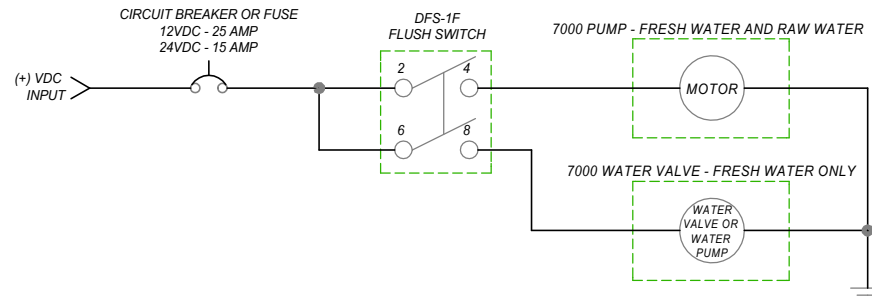 CIRCUIT BREAKER OR FUSE
12VDC - 25 AMP
24VDC - 15 AMP
DFS-1F
FLUSH SWITCH
7000 PUMP - FRESH WATER AND RAW WATER
(+) VDC
INPUT
2
4
MOTOR
6
8
7000 WATER VALVE - FRESH WATER ONLY
WATER
VALVE OR
WATER
PUMP